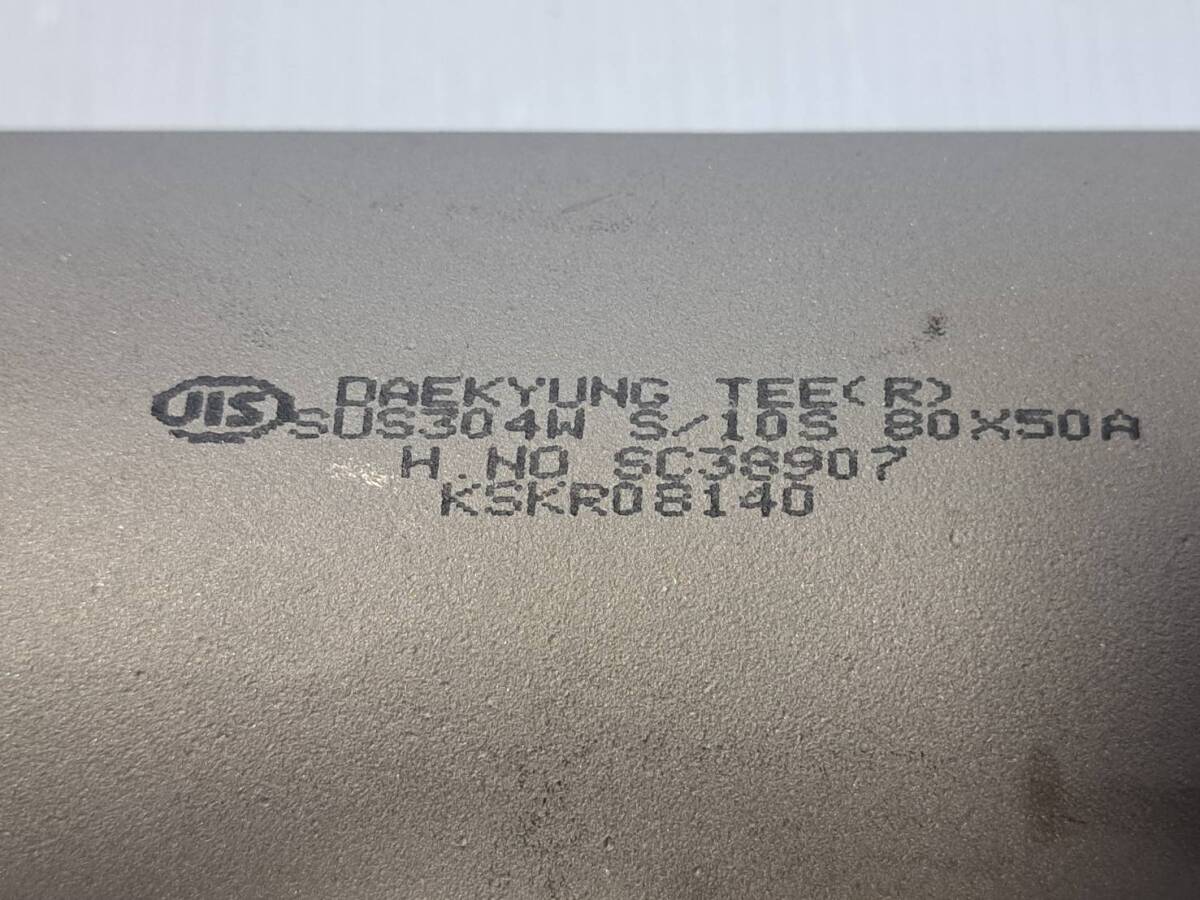 JIS DAEKYUNG TEE(R)
SUS304W S/10S 80X50A
H.NO SC38907
KSKR08140